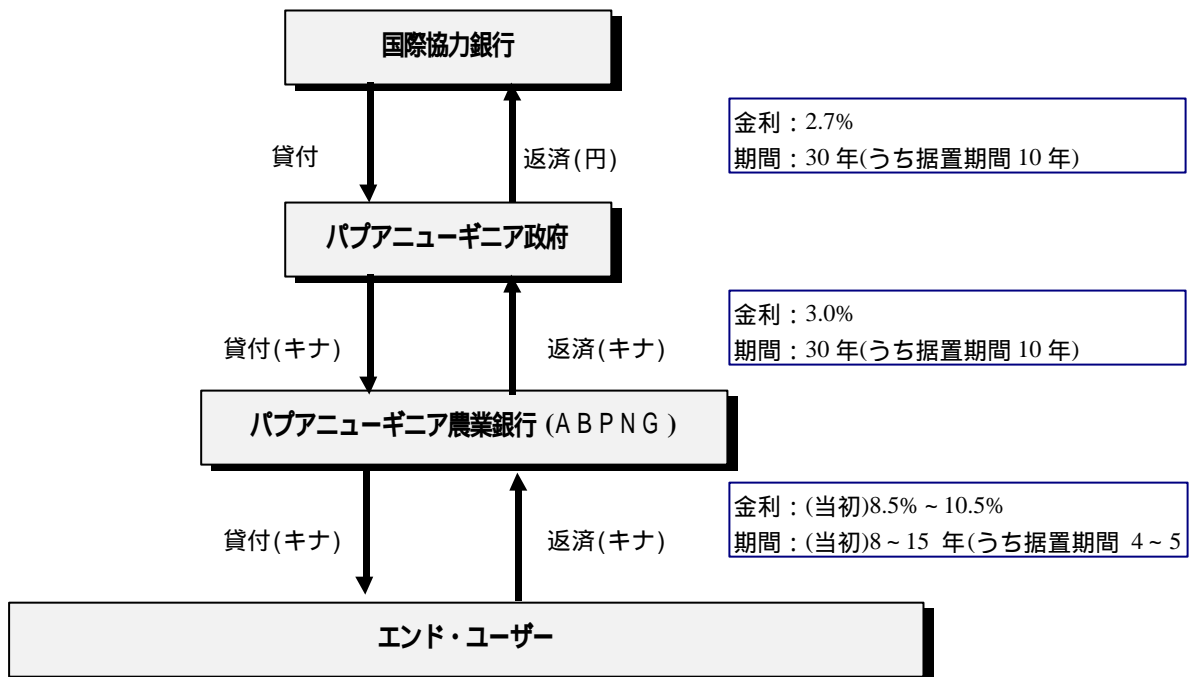 国際協力銀行
貸付
返済(円)
金利：2.7%
期間：30 年(うち据置期間 10 年)
パプアニューギニア政府
貸付(キナ)
返済(キナ)
金利：3.0%
期間：30 年(うち据置期間 10 年)
パプアニューギニア農業銀行 (ＡＢＰＮＧ)
貸付(キナ)
返済(キナ)
金利：(当初)8.5% ~ 10.5%
期間：(当初)8 ~ 15 年(うち据置期間 4 ~ 5
エンド・ユーザー